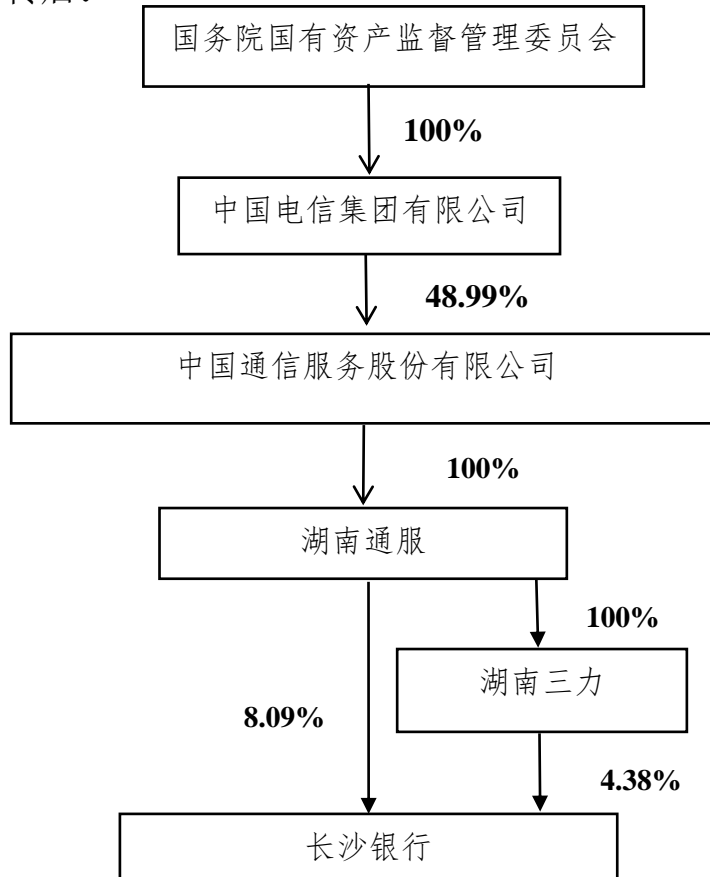 国务院国有资产监督管理委员会
100%
中国电信集团有限公司
48.99%
中国通信服务股份有限公司
100%
湖南通服
100%
湖南三力
8.09%
4.38%
长沙银行